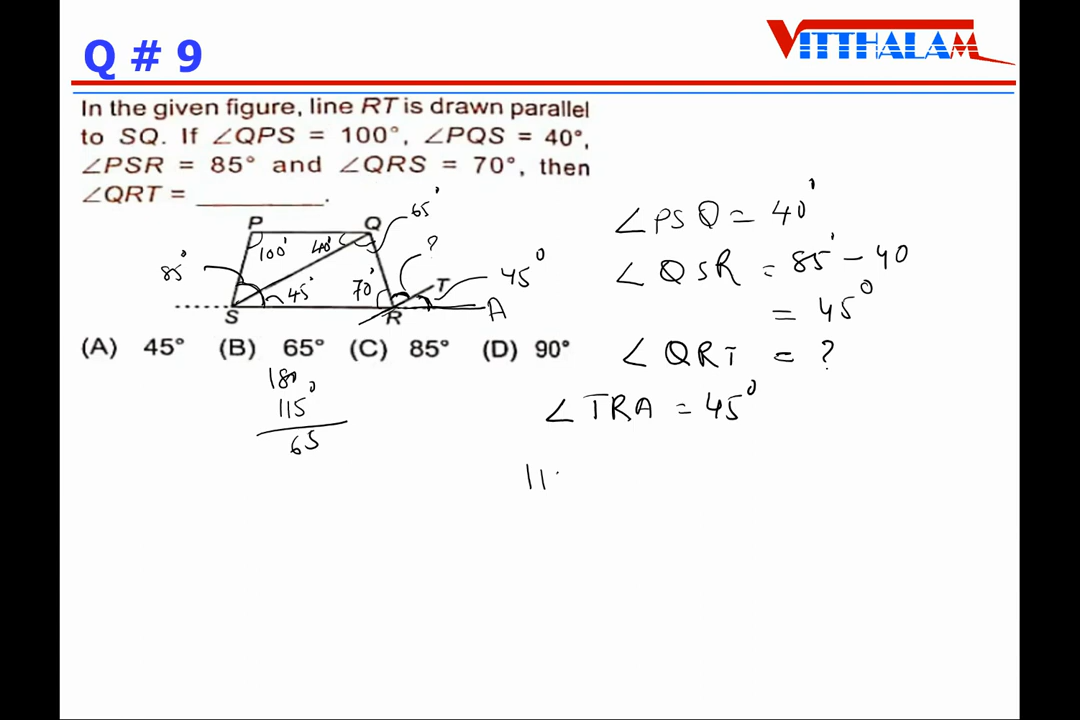 Q # 9
VITTHALAM
In the given figure, line RT is drawn parallel
to SQ. If ∠QPS = 100°, ∠PQS = 40°,
∠PSR = 85° and ∠QRS = 70°, then
∠QRT = ________.
65°
P
Q
100°
40°
?
85°
45°
70°
T
45°
S
R
A
(A) 45° (B) 65° (C) 85° (D) 90°
180
115°
65
∠PSQ = 40°
∠QSR = 85° - 40
= 45°
∠QRT = ?
∠TRA = 45°
11